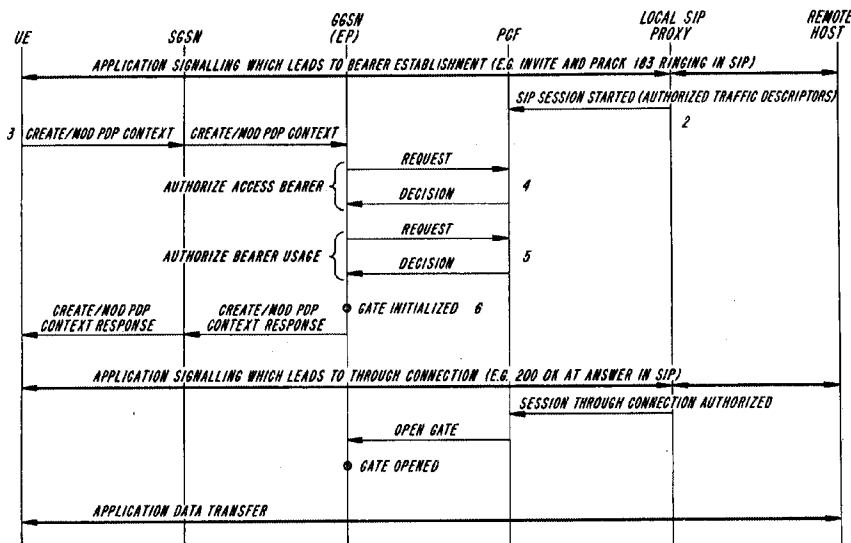 UE
SGSN
GGSN
(EP)
PCF
LOCAL SIP
PROXY
REMOTE
HOST
APPLICATION SIGNALLING WHICH LEADS TO BEARER ESTABLISHMENT (E.G. INVITE AND PRACK 183 RINGING IN SIP)
SIP SESSION STARTED (AUTHORIZED TRAFFIC DESCRIPTORS)
2
3 CREATE/MOD PDP CONTEXT
CREATE/MOD PDP CONTEXT
REQUEST
AUTHORIZE ACCESS BEARER
4
DECISION
REQUEST
AUTHORIZE BEARER USAGE
5
DECISION
GATE INITIALIZED 6
CREATE/MOD PDP
CONTEXT RESPONSE
CREATE/MOD PDP
CONTEXT RESPONSE
APPLICATION SIGNALLING WHICH LEADS TO THROUGH CONNECTION (E.G. 200 OK AT ANSWER IN SIP)
SESSION THROUGH CONNECTION AUTHORIZED
OPEN GATE
GATE OPENED
APPLICATION DATA TRANSFER